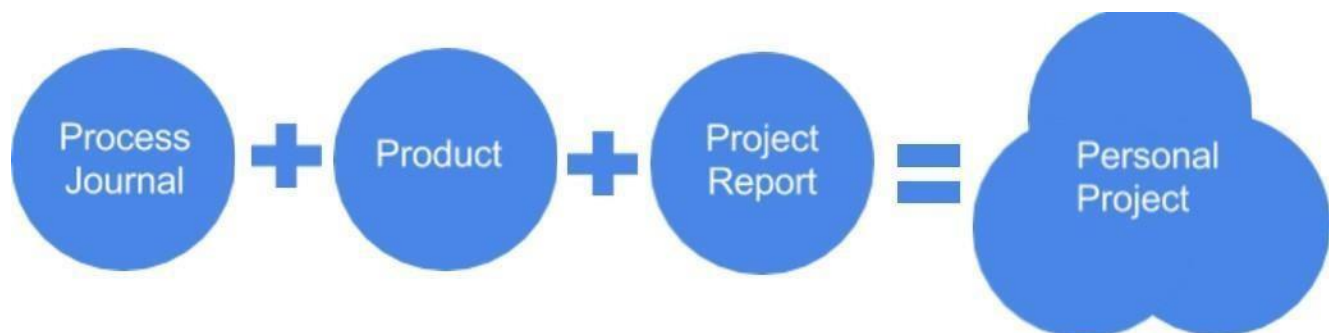 Process
Journal
Product
Project
Report
Personal
Project